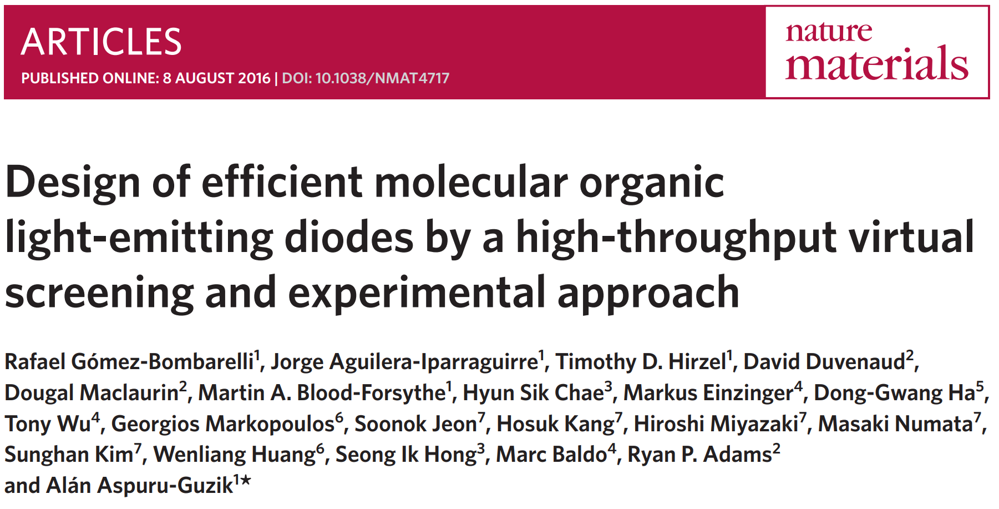 ARTICLES
PUBLISHED ONLINE: 8 AUGUST 2016 | DOI: 10.1038/NMAT4717
nature
materials
Design of efficient molecular organic
light-emitting diodes by a high-throughput virtual
screening and experimental approach
Rafael Gómez-Bombarelli¹, Jorge Aguilera-Iparraguirre¹, Timothy D. Hirzel¹, David Duvenaud²,
Dougal Maclaurin², Martin A. Blood-Forsythe¹, Hyun Sik Chae³, Markus Einzinger⁴, Dong-Gwang Ha⁵,
Tony Wu⁴, Georgios Markopoulos⁶, Soonok Jeon⁷, Hosuk Kang⁷, Hiroshi Miyazaki⁷, Masaki Numata⁷,
Sunghan Kim⁷, Wenliang Huang⁶, Seong Ik Hong³, Marc Baldo⁴, Ryan P. Adams²
and Alán Aspuru-Guzik¹★